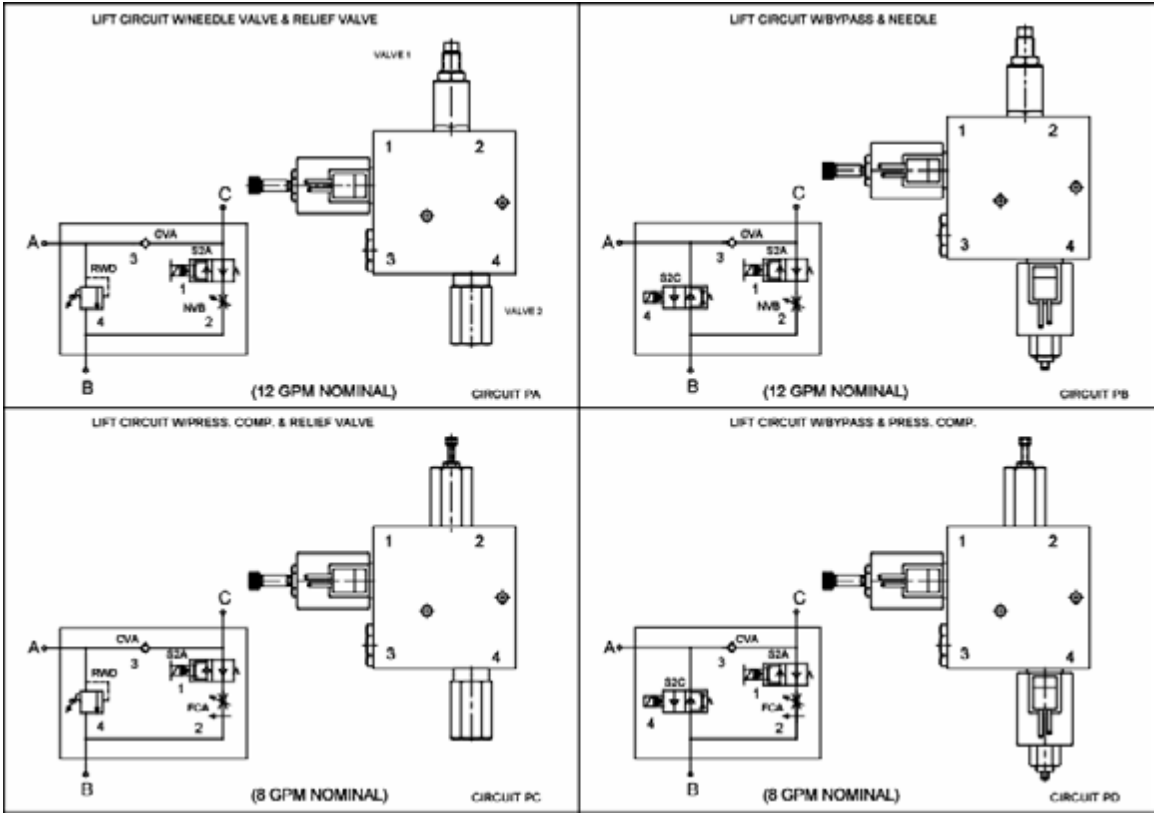 LIFT CIRCUIT W/NEEDLE VALVE & RELIEF VALVE
VALVE 1
1 2
3 4
VALVE 2
C
A
CVA
3
S2A
RWD
1
NVB
4
2
B
(12 GPM NOMINAL)
CIRCUIT PA
LIFT CIRCUIT W/BYPASS & NEEDLE
1 2
3 4
C
A
CVA
3
S2A
S2C
1
NVB
4
2
B
(12 GPM NOMINAL)
CIRCUIT PB
LIFT CIRCUIT W/PRESS. COMP. & RELIEF VALVE
1 2
3 4
C
A
CVA
3
S2A
RWD
1
FCA
4
2
B
(8 GPM NOMINAL)
CIRCUIT PC
LIFT CIRCUIT W/BYPASS & PRESS. COMP.
1 2
3 4
C
A
CVA
3
S2A
S2C
1
FCA
4
2
B
(8 GPM NOMINAL)
CIRCUIT PD